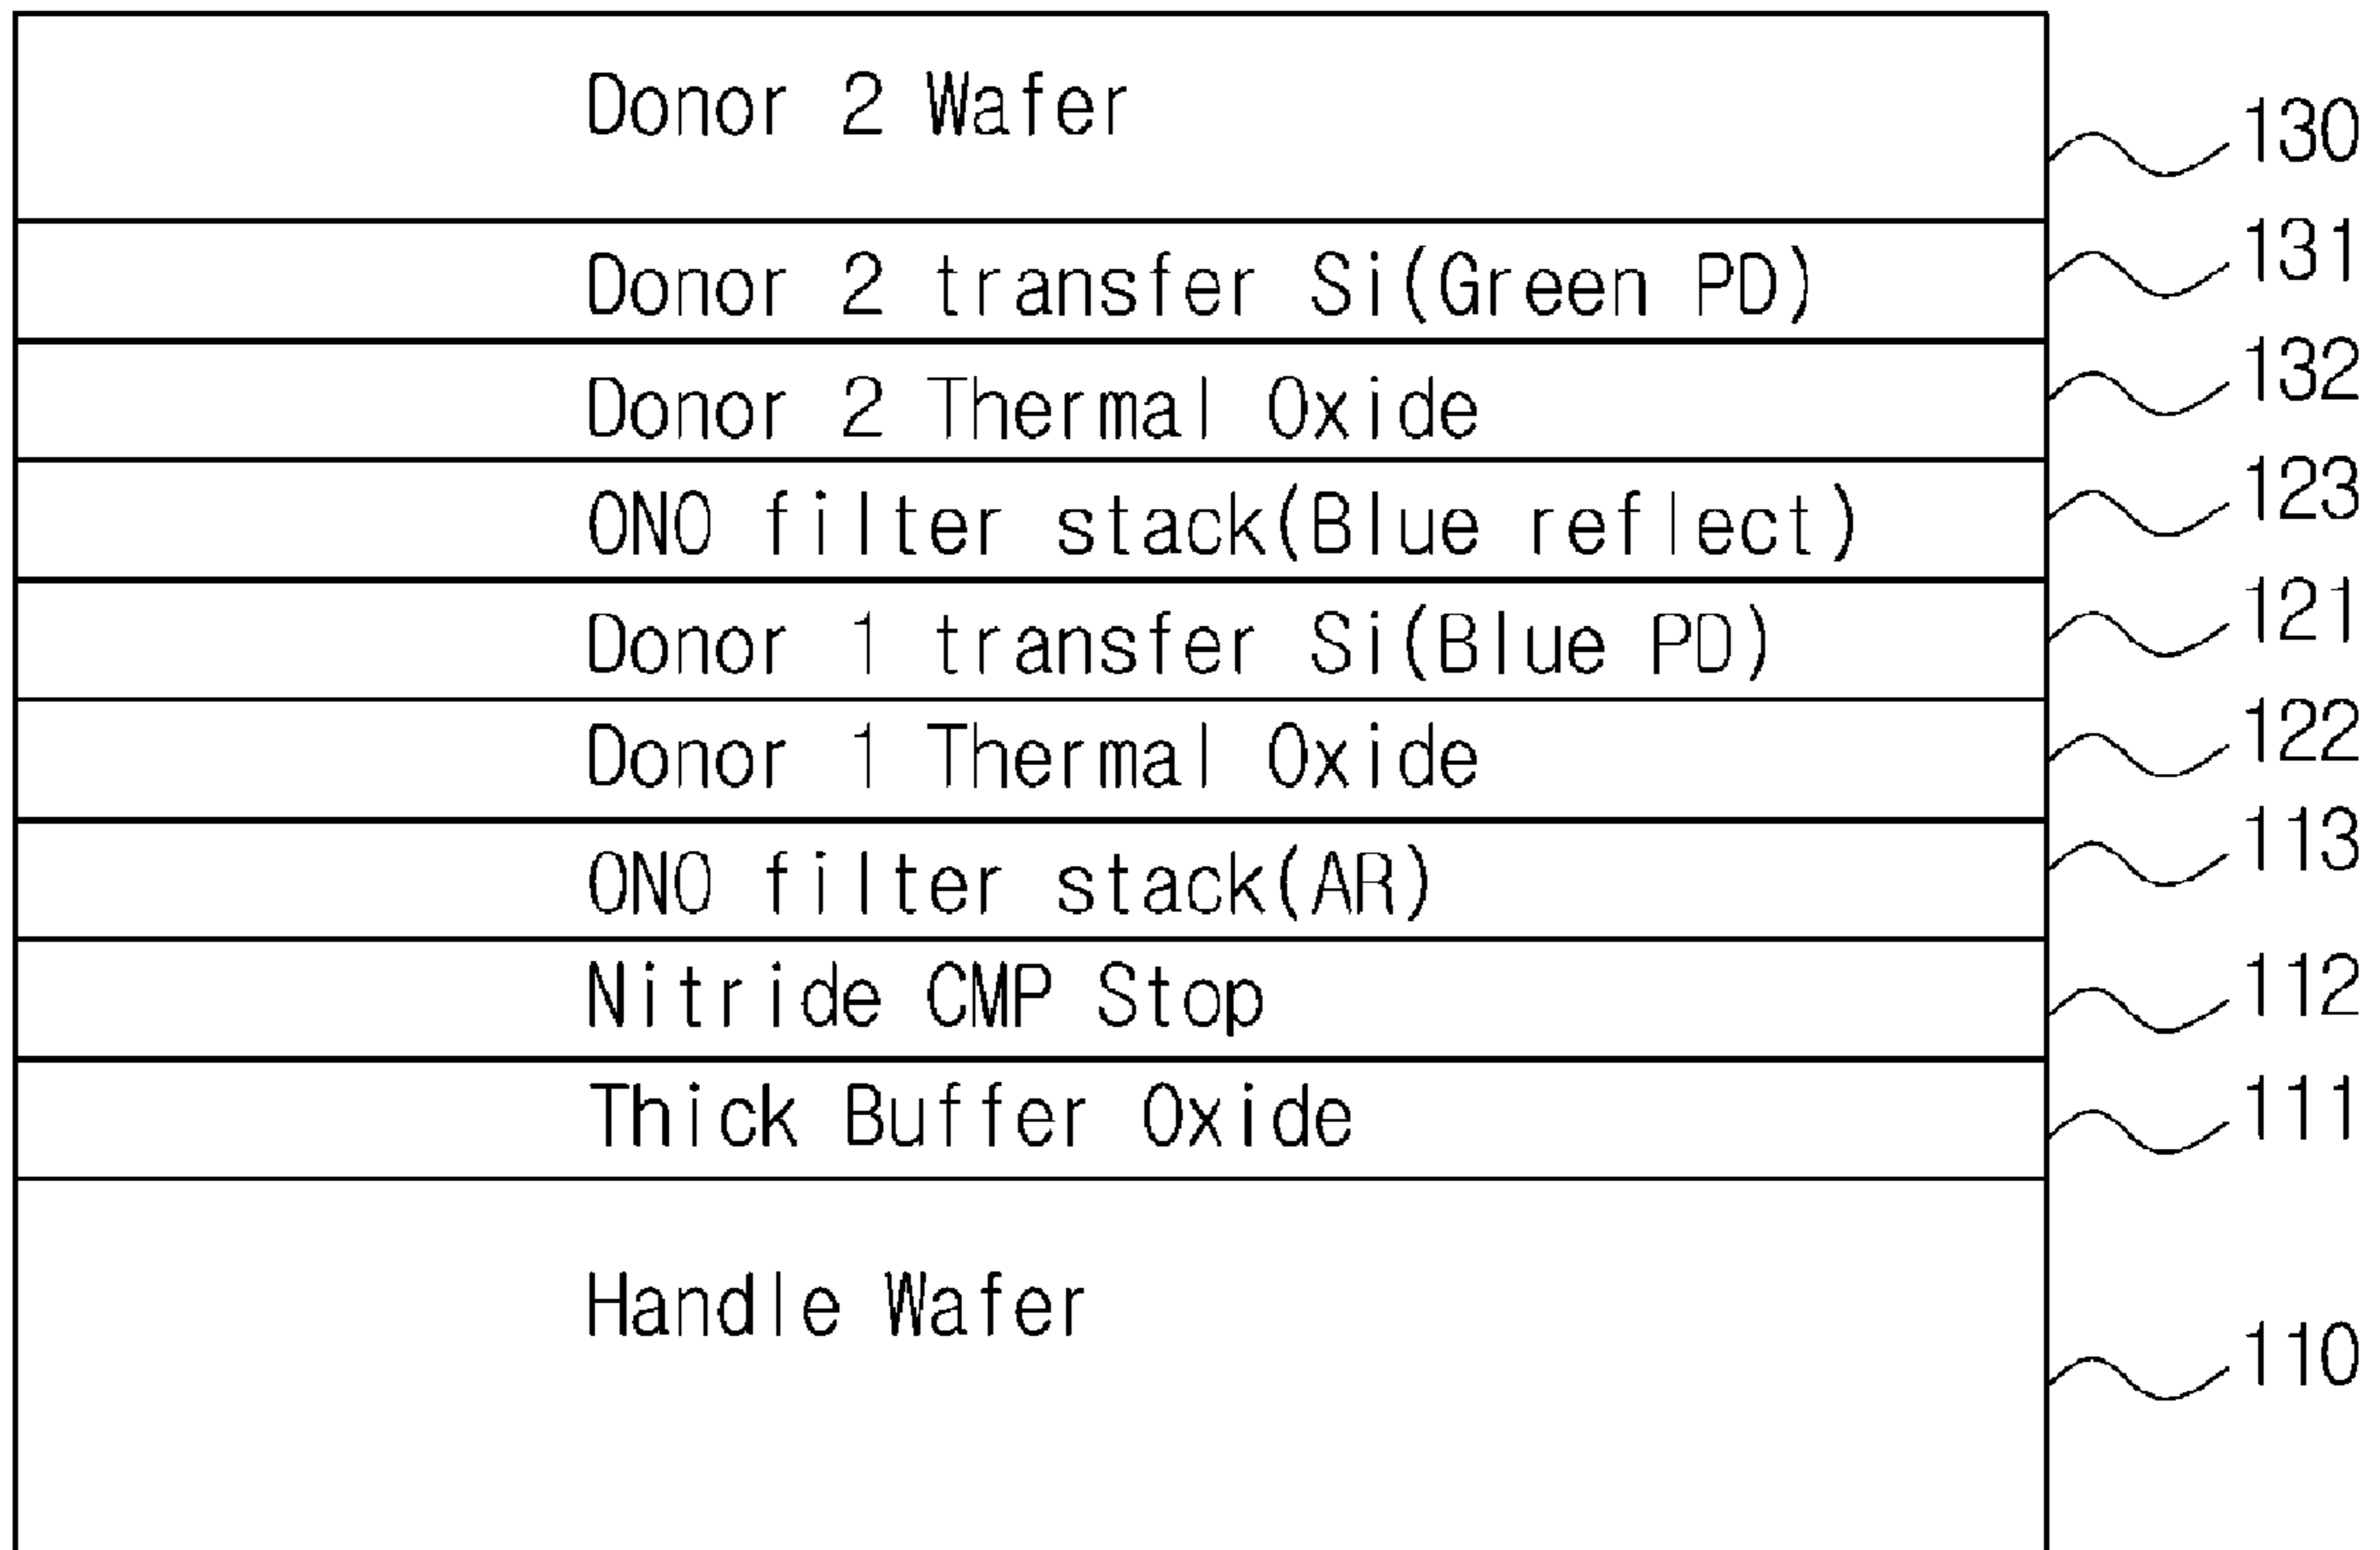 Donor 2 Wafer
130
Donor 2 transfer Si(Green PD)
131
Donor 2 Thermal Oxide
132
ONO filter stack(Blue reflect)
123
Donor 1 transfer Si(Blue PD)
121
Donor 1 Thermal Oxide
122
ONO filter stack(AR)
113
Nitride CMP Stop
112
Thick Buffer Oxide
111
Handle Wafer
110